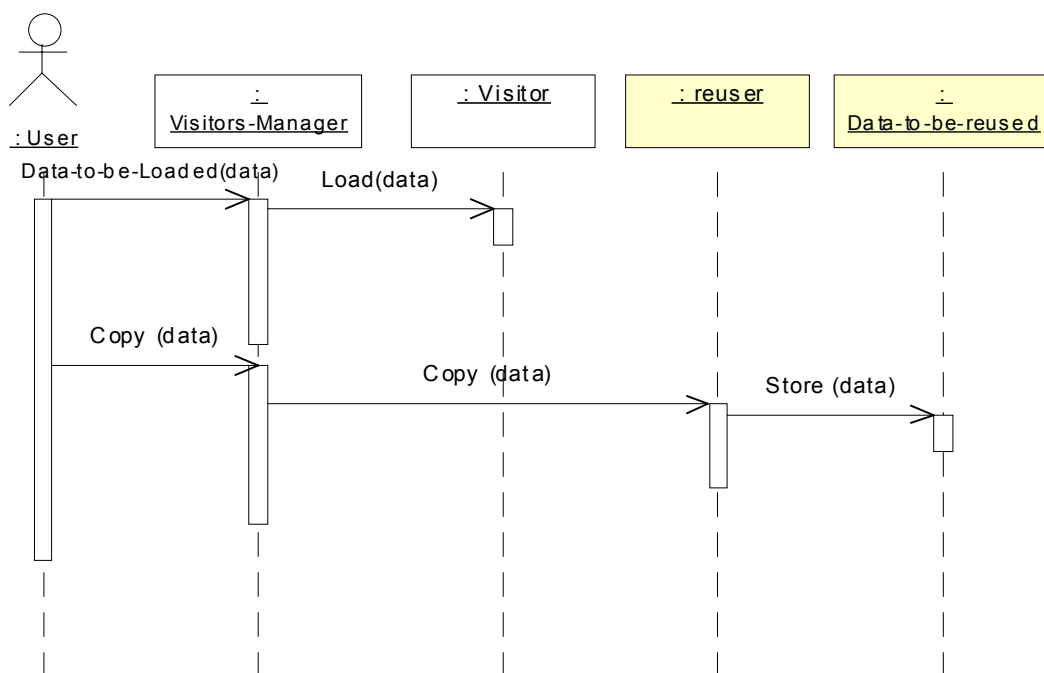 : User
:
Visitors-Manager
: Visitor
: reuser
:
Data-to-be-reused
Data-to-be-Loaded(data)
Load(data)
Copy (data)
Copy (data)
Store (data)